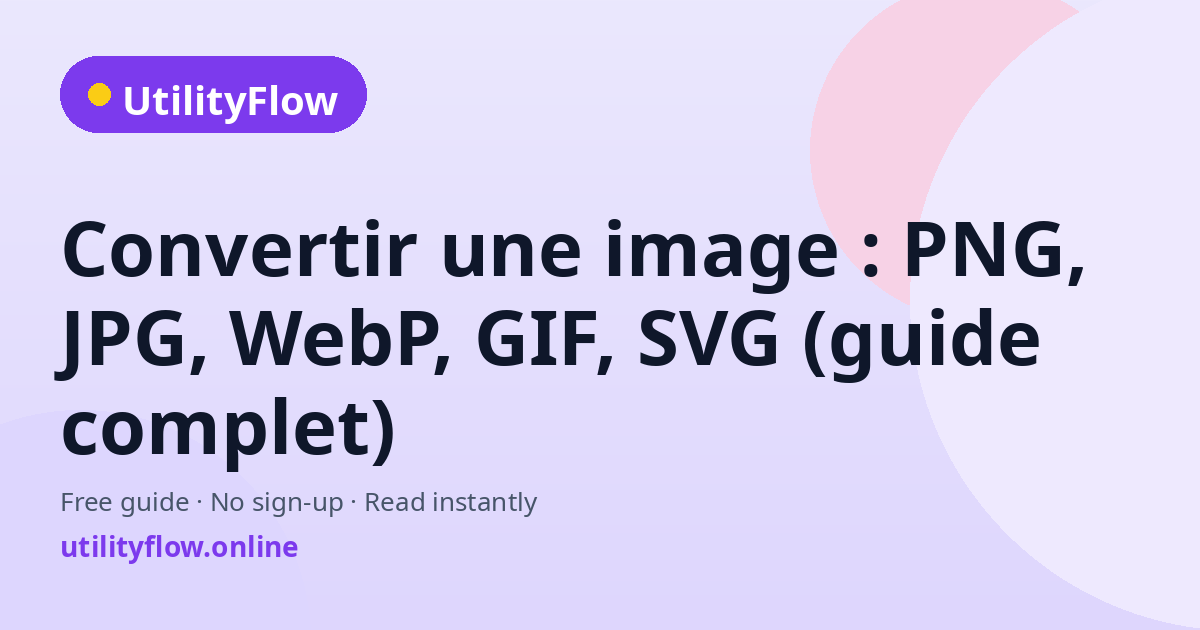 UtilityFlow
Convertir une image : PNG,
JPG, WebP, GIF, SVG (guide
complet)
Free guide · No sign-up · Read instantly
utilityflow.online